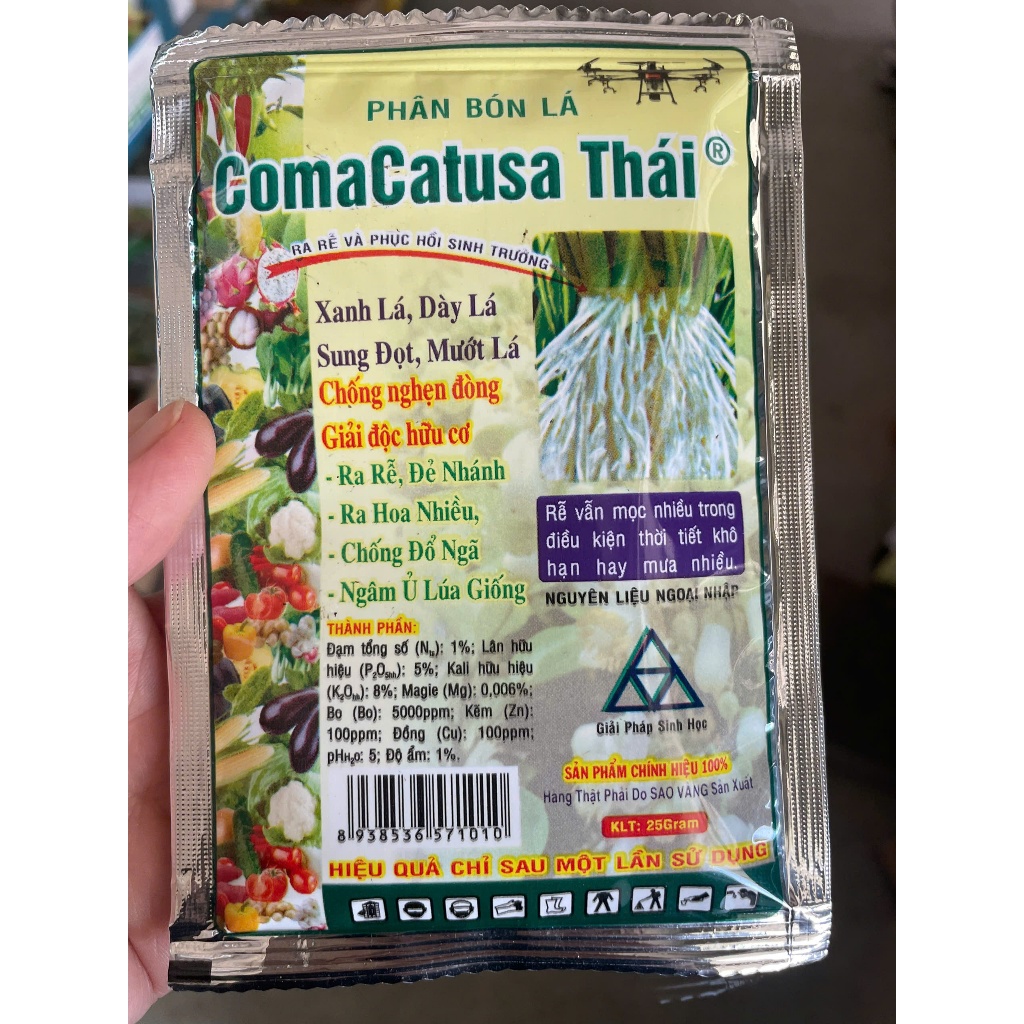 PHÂN BÓN LÁ
ComaCatusa Thái ®
RA RỄ VÀ PHỤC HỒI SINH TRƯỞNG
Xanh Lá, Dày Lá
Sung Đọt, Mướt Lá
Chống nghẹn đòng
Giải độc hữu cơ
- Ra Rễ, Đẻ Nhánh
- Ra Hoa Nhiều,
- Chống Đổ Ngã
- Ngâm Ủ Lúa Giống
Rễ vẫn mọc nhiều trong
điều kiện thời tiết khô
hạn hay mưa nhiều.
NGUYÊN LIỆU NGOẠI NHẬP
THÀNH PHẦN:
Đạm tổng số (Nts): 1%; Lân hữu
hiệu (P2O5hh): 5%; Kali hữu hiệu
(K2Ohh): 8%; Magie (Mg): 0,006%;
Bo (Bo): 5000ppm; Kẽm (Zn):
100ppm; Đồng (Cu): 100ppm;
pHH2O: 5; Độ ẩm: 1%.
Giải Pháp Sinh Học
SẢN PHẨM CHÍNH HIỆU 100%
Hàng Thật Phải Do SAO VÀNG Sản Xuất
KLT: 25Gram
8 938536 571010
HIỆU QUẢ CHỈ SAU MỘT LẦN SỬ DỤNG